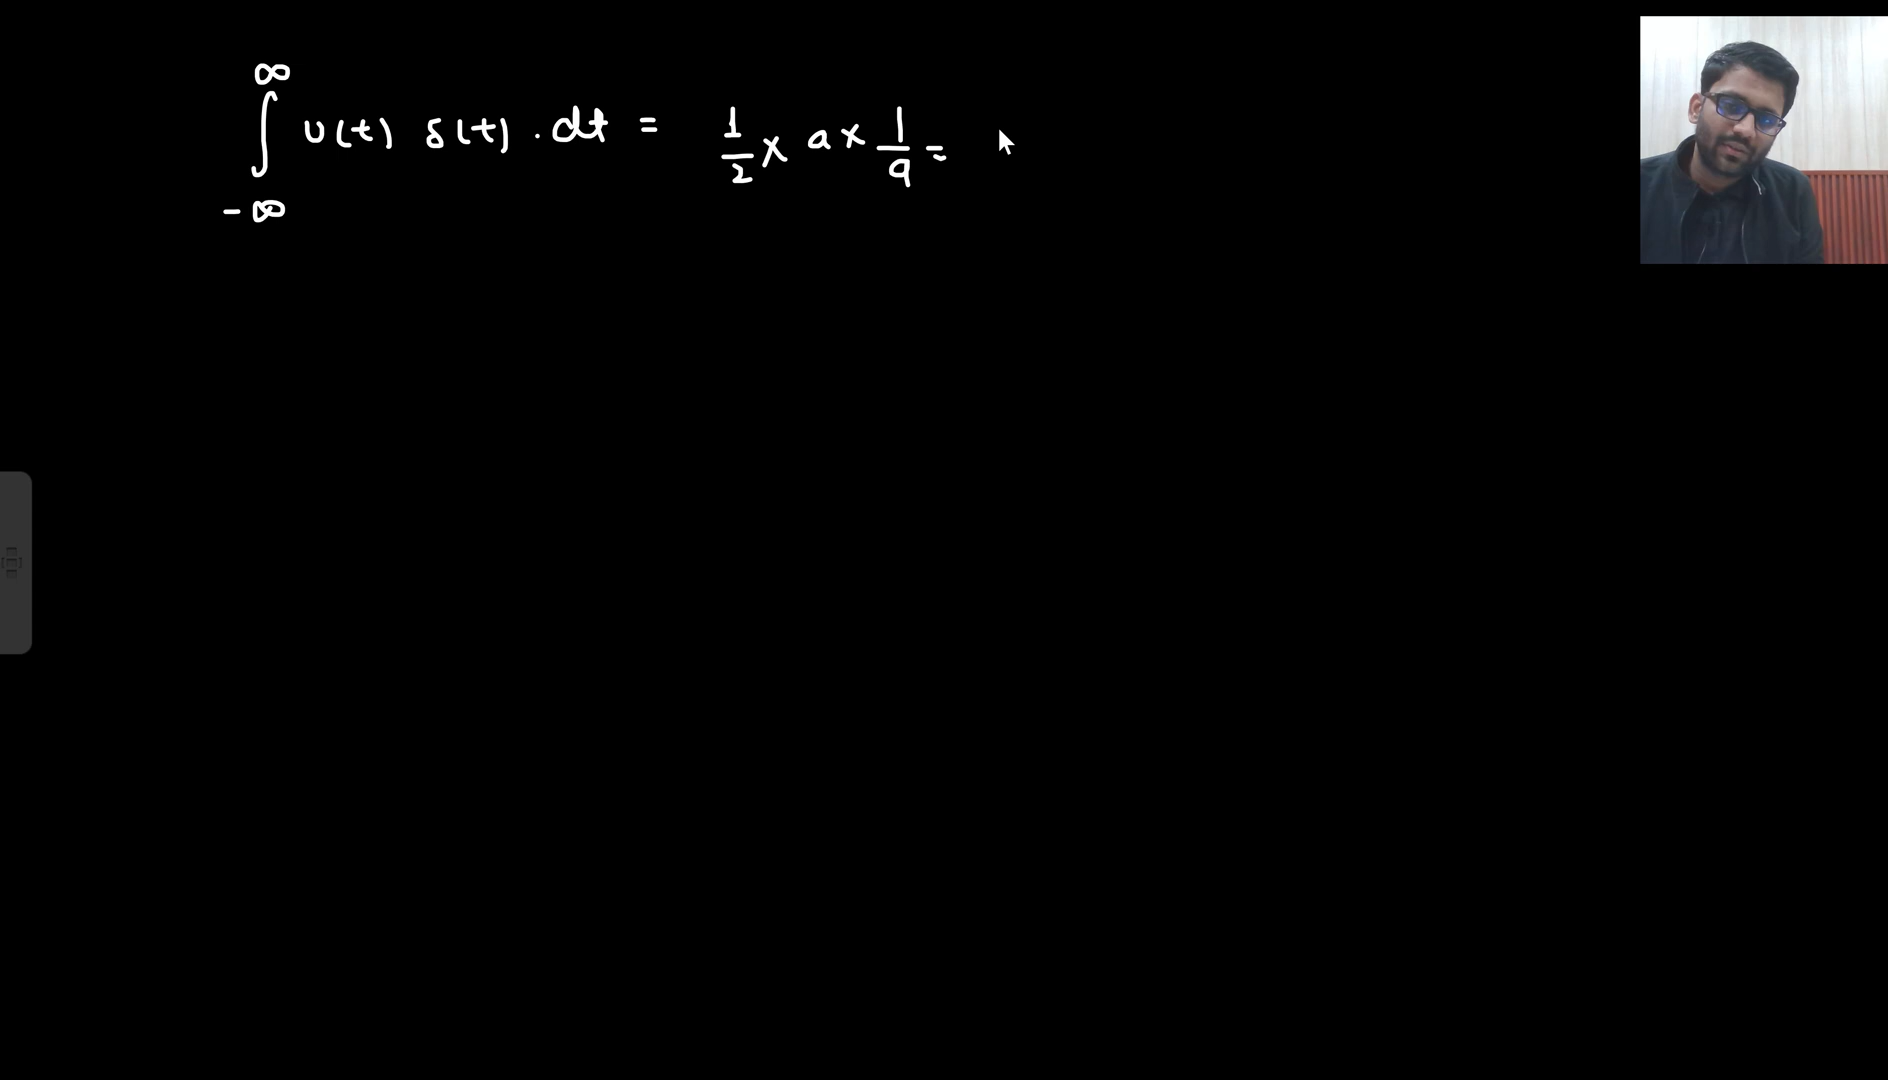 ∫_{-∞}^{∞} u(t) δ(t) . dt = 1/2 x a x 1/a =